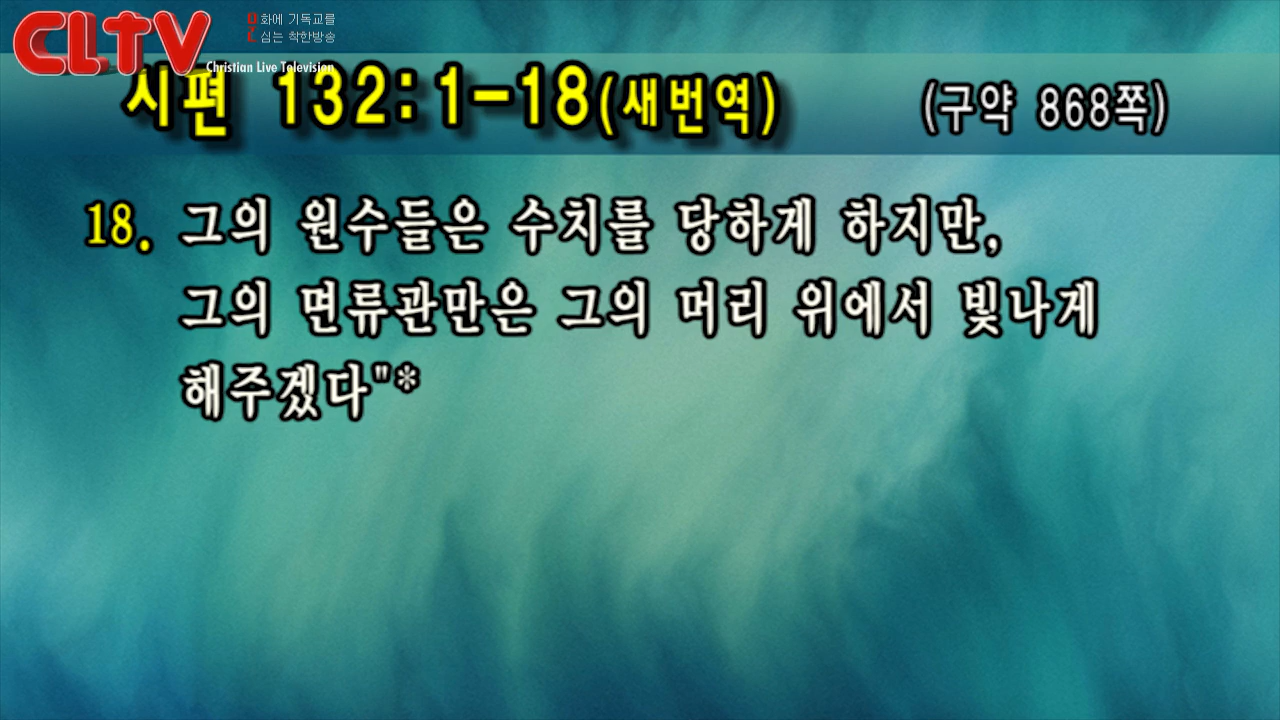 CLTV
문화에 기독교를
심는 착한방송
Christian Live Television
시편 132:1-18(새번역) (구약 868쪽)
18. 그의 원수들은 수치를 당하게 하지만,
그의 면류관만은 그의 머리 위에서 빛나게
해주겠다"*